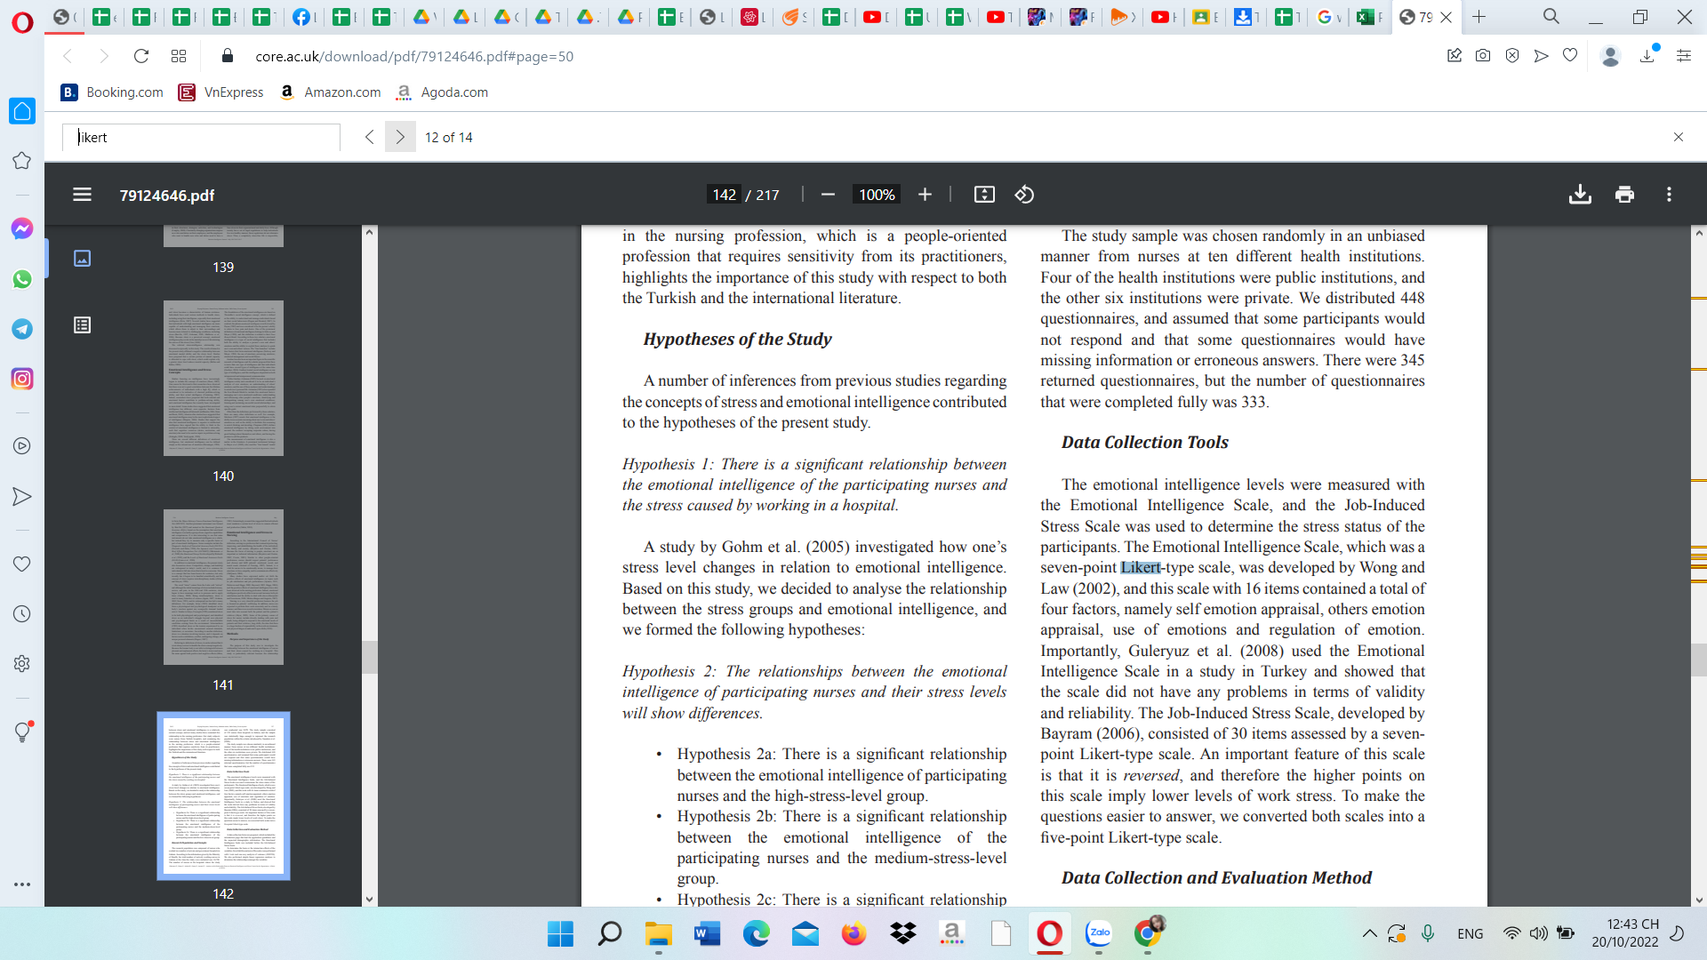 core.ac.uk/download/pdf/79124646.pdf#page=50
Booking.com
VnExpress
Amazon.com
Agoda.com
likert
12 of 14
79124646.pdf
142 / 217
100%
139
140
141
142
in the nursing profession, which is a people-oriented
profession that requires sensitivity from its practitioners,
highlights the importance of this study with respect to both
the Turkish and the international literature.
Hypotheses of the Study
A number of inferences from previous studies regarding
the concepts of stress and emotional intelligence contributed
to the hypotheses of the present study.
Hypothesis 1: There is a significant relationship between
the emotional intelligence of the participating nurses and
the stress caused by working in a hospital.
A study by Gohm et al. (2005) investigated how one’s
stress level changes in relation to emotional intelligence.
Based on this study, we decided to analyse the relationship
between the stress groups and emotional intelligence, and
we formed the following hypotheses:
Hypothesis 2: The relationships between the emotional
intelligence of participating nurses and their stress levels
will show differences.
• Hypothesis 2a: There is a significant relationship
between the emotional intelligence of participating
nurses and the high-stress-level group.
• Hypothesis 2b: There is a significant relationship
between the emotional intelligence of the
participating nurses and the medium-stress-level
group.
• Hypothesis 2c: There is a significant relationship
The study sample was chosen randomly in an unbiased
manner from nurses at ten different health institutions.
Four of the health institutions were public institutions, and
the other six institutions were private. We distributed 448
questionnaires, and assumed that some participants would
not respond and that some questionnaires would have
missing information or erroneous answers. There were 345
returned questionnaires, but the number of questionnaires
that were completed fully was 333.
Data Collection Tools
The emotional intelligence levels were measured with
the Emotional Intelligence Scale, and the Job-Induced
Stress Scale was used to determine the stress status of the
participants. The Emotional Intelligence Scale, which was a
seven-point Likert-type scale, was developed by Wong and
Law (2002), and this scale with 16 items contained a total of
four factors, namely self emotion appraisal, others emotion
appraisal, use of emotions and regulation of emotion.
Importantly, Guleryuz et al. (2008) used the Emotional
Intelligence Scale in a study in Turkey and showed that
the scale did not have any problems in terms of validity
and reliability. The Job-Induced Stress Scale, developed by
Bayram (2006), consisted of 30 items assessed by a seven-
point Likert-type scale. An important feature of this scale
is that it is reversed, and therefore the higher points on
this scale imply lower levels of work stress. To make the
questions easier to answer, we converted both scales into a
five-point Likert-type scale.
Data Collection and Evaluation Method
Zalo
ENG
12:43 CH
20/10/2022